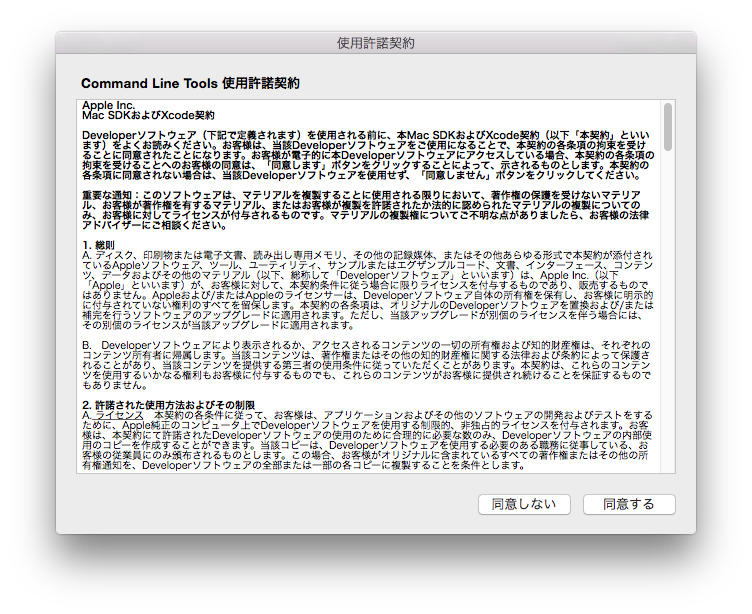 使用許諾契約
Command Line Tools 使用許諾契約
Apple Inc.
Mac SDKおよびXcode契約
Developerソフトウェア（下記で定義されます）を使用される前に、本Mac SDKおよびXcode契約（以下「本契約」といい
ます）をよくお読みください。お客様は、当該Developerソフトウェアをご使用になることで、本契約の各条項の拘束を受け
ることに同意されたことになります。お客様が電子的に本Developerソフトウェアにアクセスしている場合、本契約の各条項の
拘束を受けることへのお客様の同意は、「同意します」ボタンをクリックすることによって、示されるものとします。本契約の
各条項に同意されない場合は、当該Developerソフトウェアを使用せず、「同意しません」ボタンをクリックしてください。
重要な通知：このソフトウェアは、マテリアルを複製することに使用される限りにおいて、著作権の保護を受けないマテリア
ル、お客様が著作権を有するマテリアル、またはお客様が複製を許諾されたか法的に認められたマテリアルの複製についての
み、お客様に対してライセンスが付与されるものです。マテリアルの複製権についてご不明な点がありましたら、お客様の法律
アドバイザーにご相談ください。
1. 総則
A. ディスク、印刷物または電子文書、読み出し専用メモリ、その他の記録媒体、またはその他あらゆる形式で本契約が添付され
ているAppleソフトウェア、ツール、ユーティリティ、サンプルまたはエグザンプルコード、文書、インターフェース、コンテン
ツ、データおよびその他のマテリアル（以下、総称して「Developerソフトウェア」といいます）は、Apple Inc.（以下
「Apple」といいます）が、お客様に対して、本契約条件に従う場合に限りライセンスを付与するものであり、販売するもので
はありません。Appleおよび/またはAppleのライセンサーは、Developerソフトウェア自体の所有権を保有し、お客様に明示的
に付与されていない権利のすべてを留保します。本契約の各条項は、オリジナルのDeveloperソフトウェアを置換および/または
補完を行うソフトウェアのアップグレードに適用されます。ただし、当該アップグレードが別個のライセンスを伴う場合には、
その別個のライセンスが当該アップグレードに適用されます。
B.　Developerソフトウェアにより表示されるか、アクセスされるコンテンツの一切の所有権および知的財産権は、それぞれの
コンテンツ所有者に帰属します。当該コンテンツは、著作権またはその他の知的財産権に関する法律および条約によって保護さ
れることがあり、当該コンテンツを提供する第三者の使用条件に従っていただくことがあります。本契約は、これらのコンテン
ツを使用するいかなる権利もお客様に付与するものでも、これらのコンテンツがお客様に提供され続けることを保証するもので
もありません。
2. 許諾された使用方法およびその制限
A. ライセンス　本契約の各条件に従って、お客様は、アプリケーションおよびその他のソフトウェアの開発およびテストをする
ために、Apple純正のコンピュータ上でDeveloperソフトウェアを使用する制限的、非独占的ライセンスを付与されます。お客
様は、本契約にて許諾されたDeveloperソフトウェアの使用のために合理的に必要な数のみ、Developerソフトウェアの内部使
用のコピーを作成することができます。当該コピーは、Developerソフトウェアを使用する必要のある職務に従事している、お
客様の従業員にのみ頒布されるものとします。この場合、お客様がオリジナルに含まれているすべての著作権またはその他の所
有権通知を、Developerソフトウェアの全部または一部の各コピーに複製することを条件とします。
同意しない
同意する